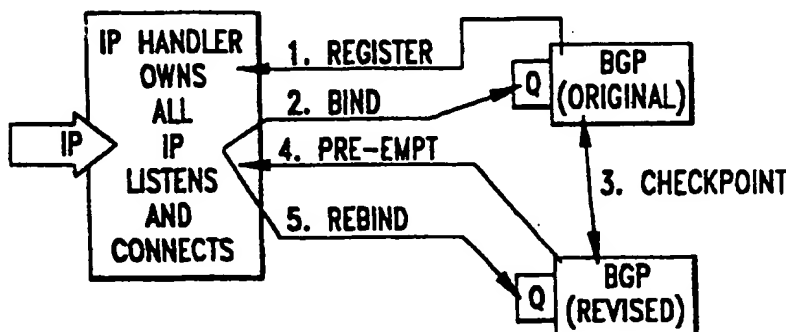 IP HANDLER
OWNS
ALL
IP
LISTENS
AND
CONNECTS
IP
1. REGISTER
2. BIND
4. PRE-EMPT
5. REBIND
Q
BGP
(ORIGINAL)
3. CHECKPOINT
Q
BGP
(REVISED)